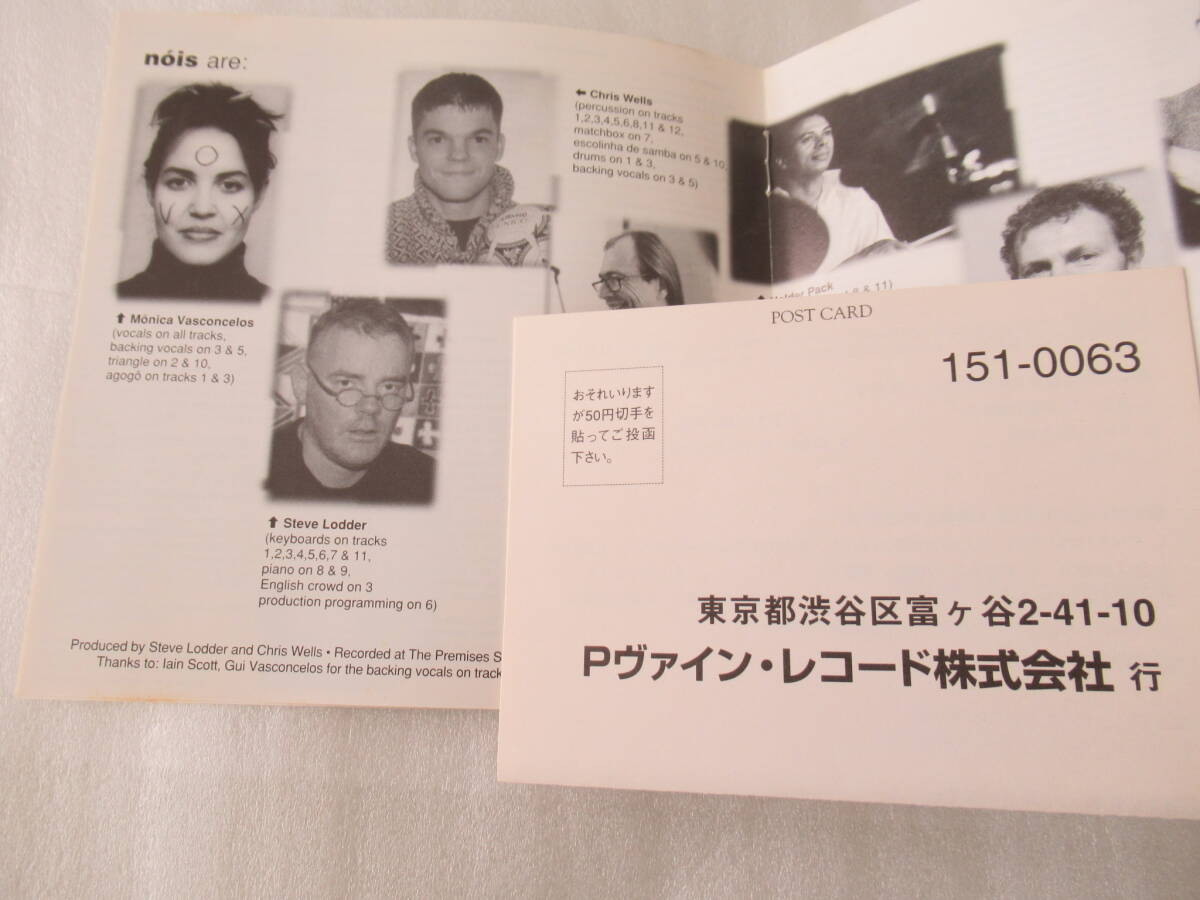 nóis are:
← Chris Wells
(percussion on tracks
1,2,3,4,5,6,8,11 & 12,
matchbox on 7,
escolinha de samba on 5 & 10,
drums on 1 & 3,
backing vocals on 3 & 5)
⬆ Mônica Vasconcelos
(vocals on all tracks,
backing vocals on 3 & 5,
triangle on 2 & 10,
agogô on tracks 1 & 3)
⬆ Steve Lodder
(keyboards on tracks
1,2,3,4,5,6,7 & 11,
piano on 8 & 9,
English crowd on 3
production programming on 6)
Pack
& 11)
Produced by Steve Lodder and Chris Wells • Recorded at The Premises
Thanks to: Iain Scott, Gui Vasconcelos for the backing vocals on
POST CARD
151-0063
おそれいります
が50円切手を
貼ってご投函
下さい。
東京都渋谷区富ヶ谷2-41-10
Pヴァイン・レコード株式会社 行